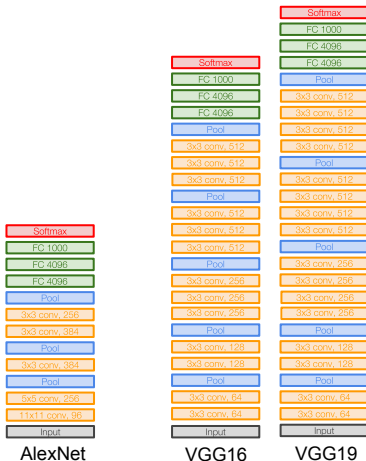 Softmax
FC 1000
FC 4096
FC 4096
Pool
3x3 conv, 256
3x3 conv, 384
Pool
3x3 conv, 384
Pool
5x5 conv, 256
11x11 conv, 96
Input
AlexNet
Softmax
FC 1000
FC 4096
FC 4096
Pool
3x3 conv, 512
3x3 conv, 512
3x3 conv, 512
Pool
3x3 conv, 512
3x3 conv, 512
3x3 conv, 512
Pool
3x3 conv, 256
3x3 conv, 256
3x3 conv, 256
Pool
3x3 conv, 128
3x3 conv, 128
Pool
3x3 conv, 64
3x3 conv, 64
Input
VGG16
Softmax
FC 1000
FC 4096
FC 4096
Pool
3x3 conv, 512
3x3 conv, 512
3x3 conv, 512
3x3 conv, 512
Pool
3x3 conv, 512
3x3 conv, 512
3x3 conv, 512
3x3 conv, 512
Pool
3x3 conv, 256
3x3 conv, 256
3x3 conv, 256
3x3 conv, 256
Pool
3x3 conv, 128
3x3 conv, 128
Pool
3x3 conv, 64
3x3 conv, 64
Input
VGG19